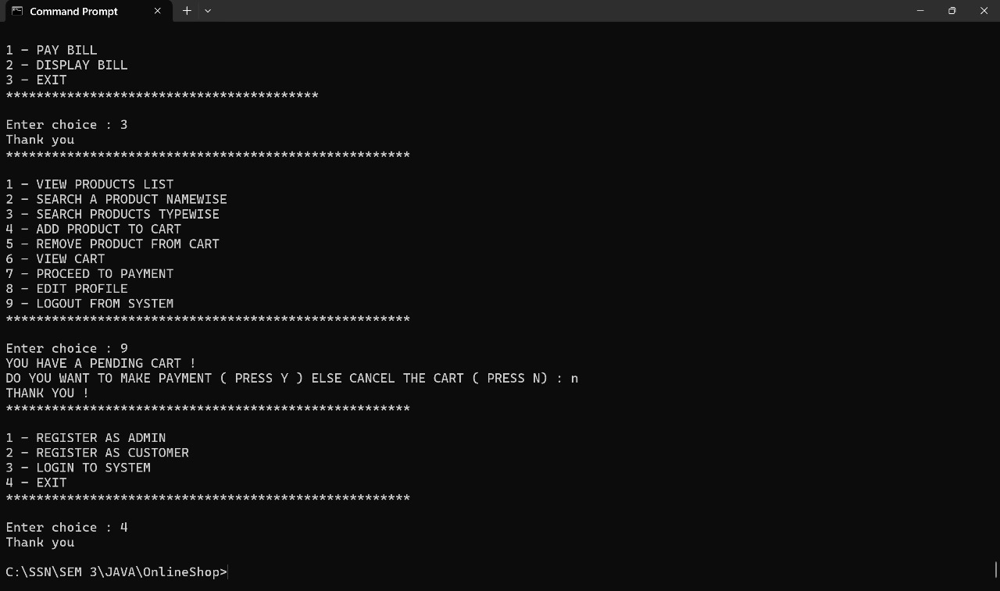 Command Prompt
1 - PAY BILL
2 - DISPLAY BILL
3 - EXIT
*****************************************
Enter choice : 3
Thank you
*****************************************************
1 - VIEW PRODUCTS LIST
2 - SEARCH A PRODUCT NAMEWISE
3 - SEARCH PRODUCTS TYPEWISE
4 - ADD PRODUCT TO CART
5 - REMOVE PRODUCT FROM CART
6 - VIEW CART
7 - PROCEED TO PAYMENT
8 - EDIT PROFILE
9 - LOGOUT FROM SYSTEM
*****************************************************
Enter choice : 9
YOU HAVE A PENDING CART !
DO YOU WANT TO MAKE PAYMENT ( PRESS Y ) ELSE CANCEL THE CART ( PRESS N) : n
THANK YOU !
*****************************************************
1 - REGISTER AS ADMIN
2 - REGISTER AS CUSTOMER
3 - LOGIN TO SYSTEM
4 - EXIT
*****************************************************
Enter choice : 4
Thank you
C:\SSN\SEM 3\JAVA\OnlineShop>